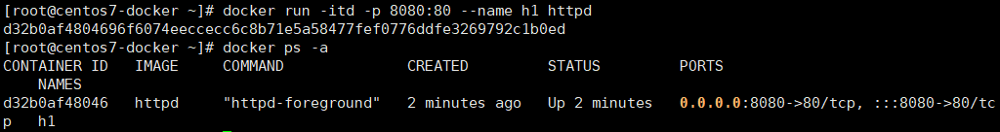 [root@centos7-docker ~]# docker run -itd -p 8080:80 --name h1 httpd
d32b0af4804696f6074eeccecc6c8b71e5a58477fef0776ddfe3269792c1b0ed
[root@centos7-docker ~]# docker ps -a
CONTAINER ID   IMAGE     COMMAND              CREATED         STATUS         PORTS
    NAMES
d32b0af48046   httpd     "httpd-foreground"   2 minutes ago   Up 2 minutes   0.0.0.0:8080->80/tcp, :::8080->80/tc
p   h1